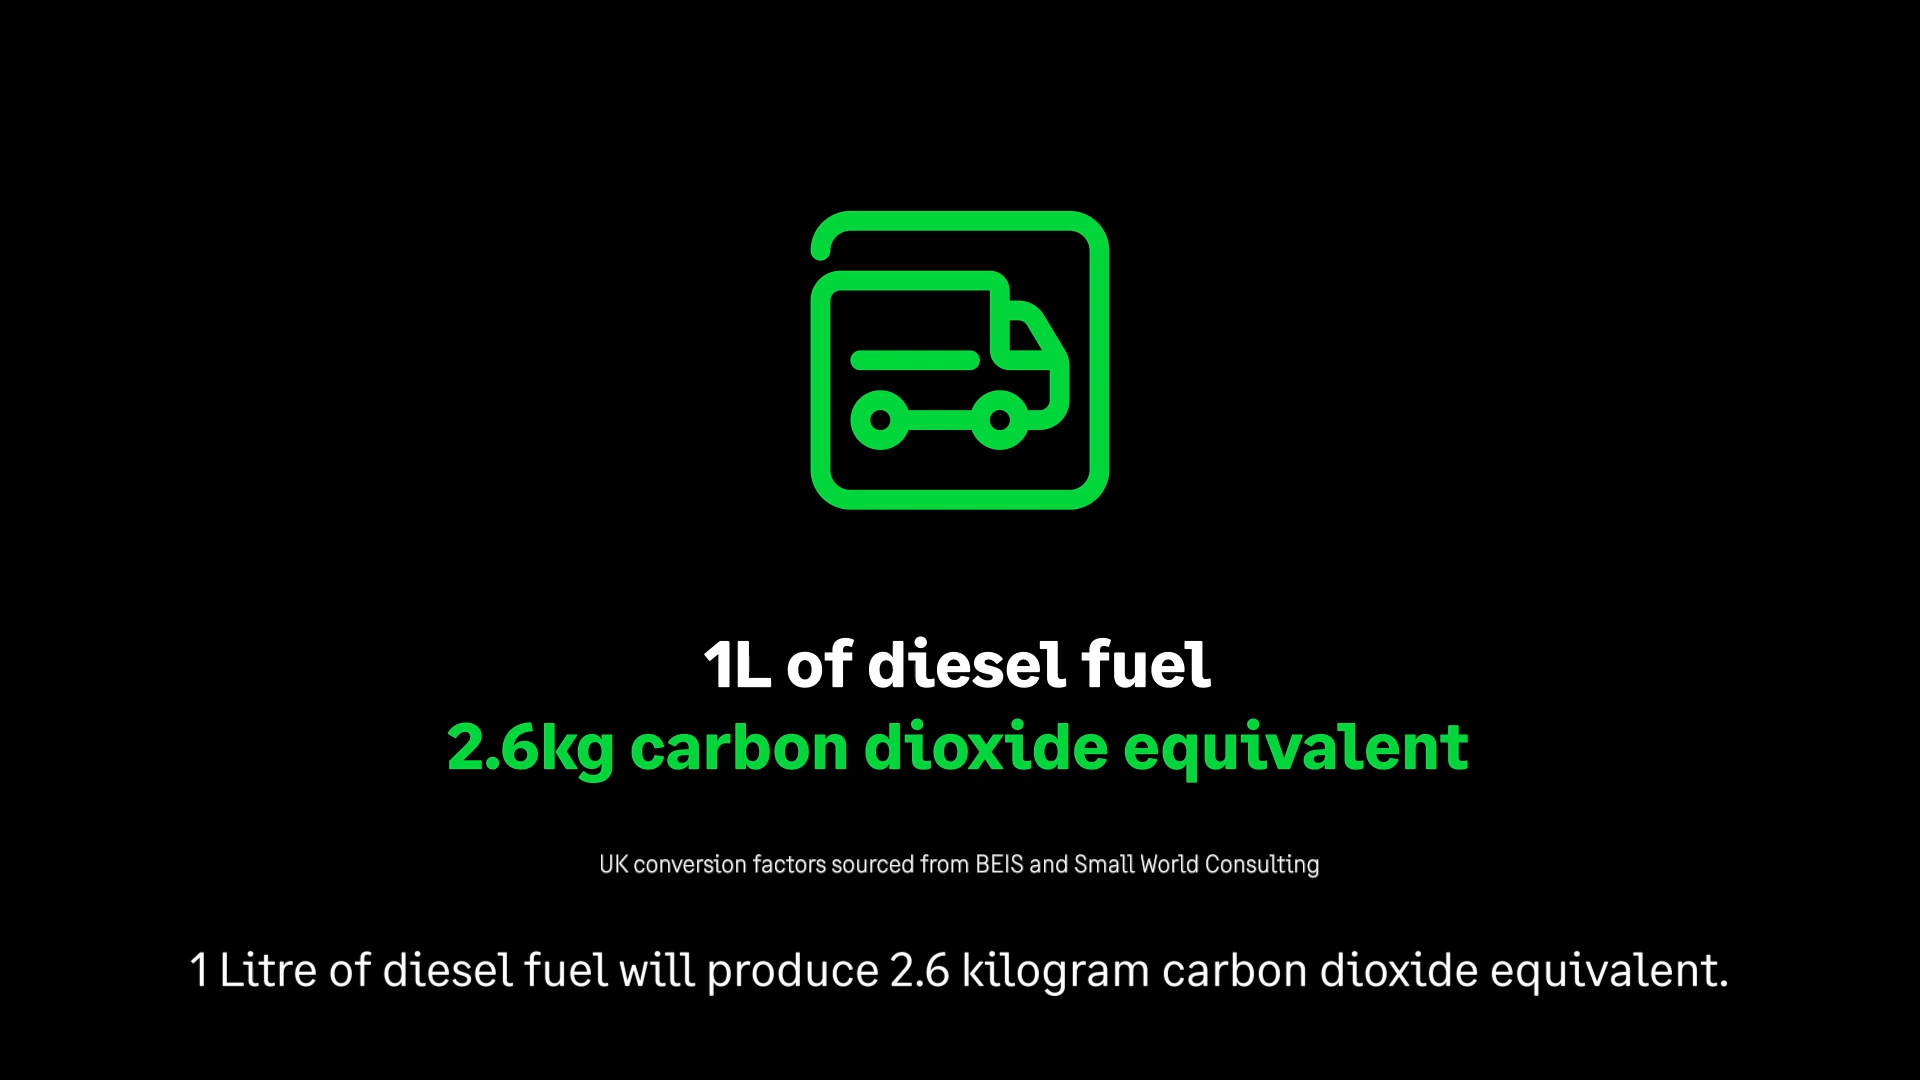 1L of diesel fuel
2.6kg carbon dioxide equivalent
UK conversion factors sourced from BEIS and Small World Consulting
1 Litre of diesel fuel will produce 2.6 kilogram carbon dioxide equivalent.